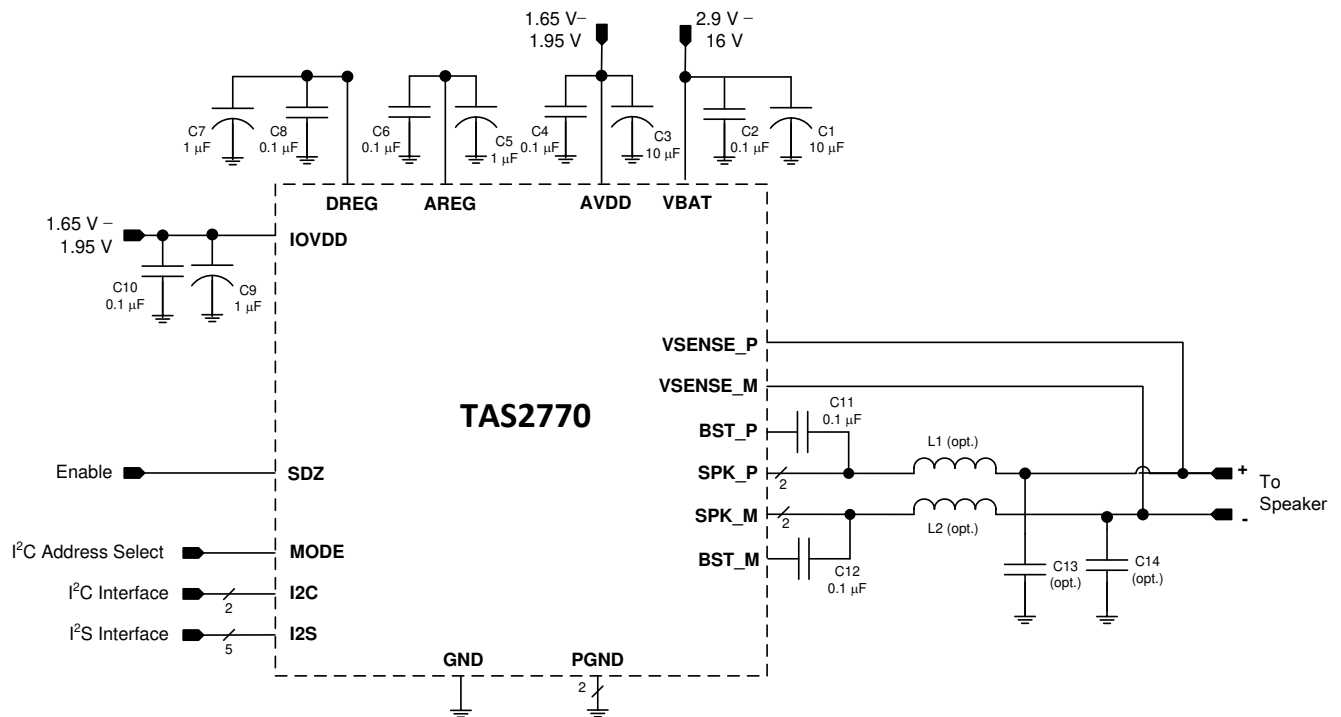 1.65 V–
1.95 V
2.9 V –
16 V
C7
1 μF
C8
0.1 μF
C6
0.1 μF
C5
1 μF
C4
0.1 μF
C3
10 μF
C2
0.1 μF
C1
10 μF
DREG
AREG
AVDD
VBAT
1.65 V –
1.95 V
IOVDD
C10
0.1 μF
C9
1 μF
VSENSE_P
VSENSE_M
TAS2770
C11
0.1 μF
BST_P
L1 (opt.)
Enable
SDZ
SPK_P
2
+
To
Speaker
SPK_M
2
L2 (opt.)
-
I²C Address Select
MODE
BST_M
C12
0.1 μF
C13
(opt.)
C14
(opt.)
I²C Interface
2
I2C
I²S Interface
5
I2S
GND
PGND
2